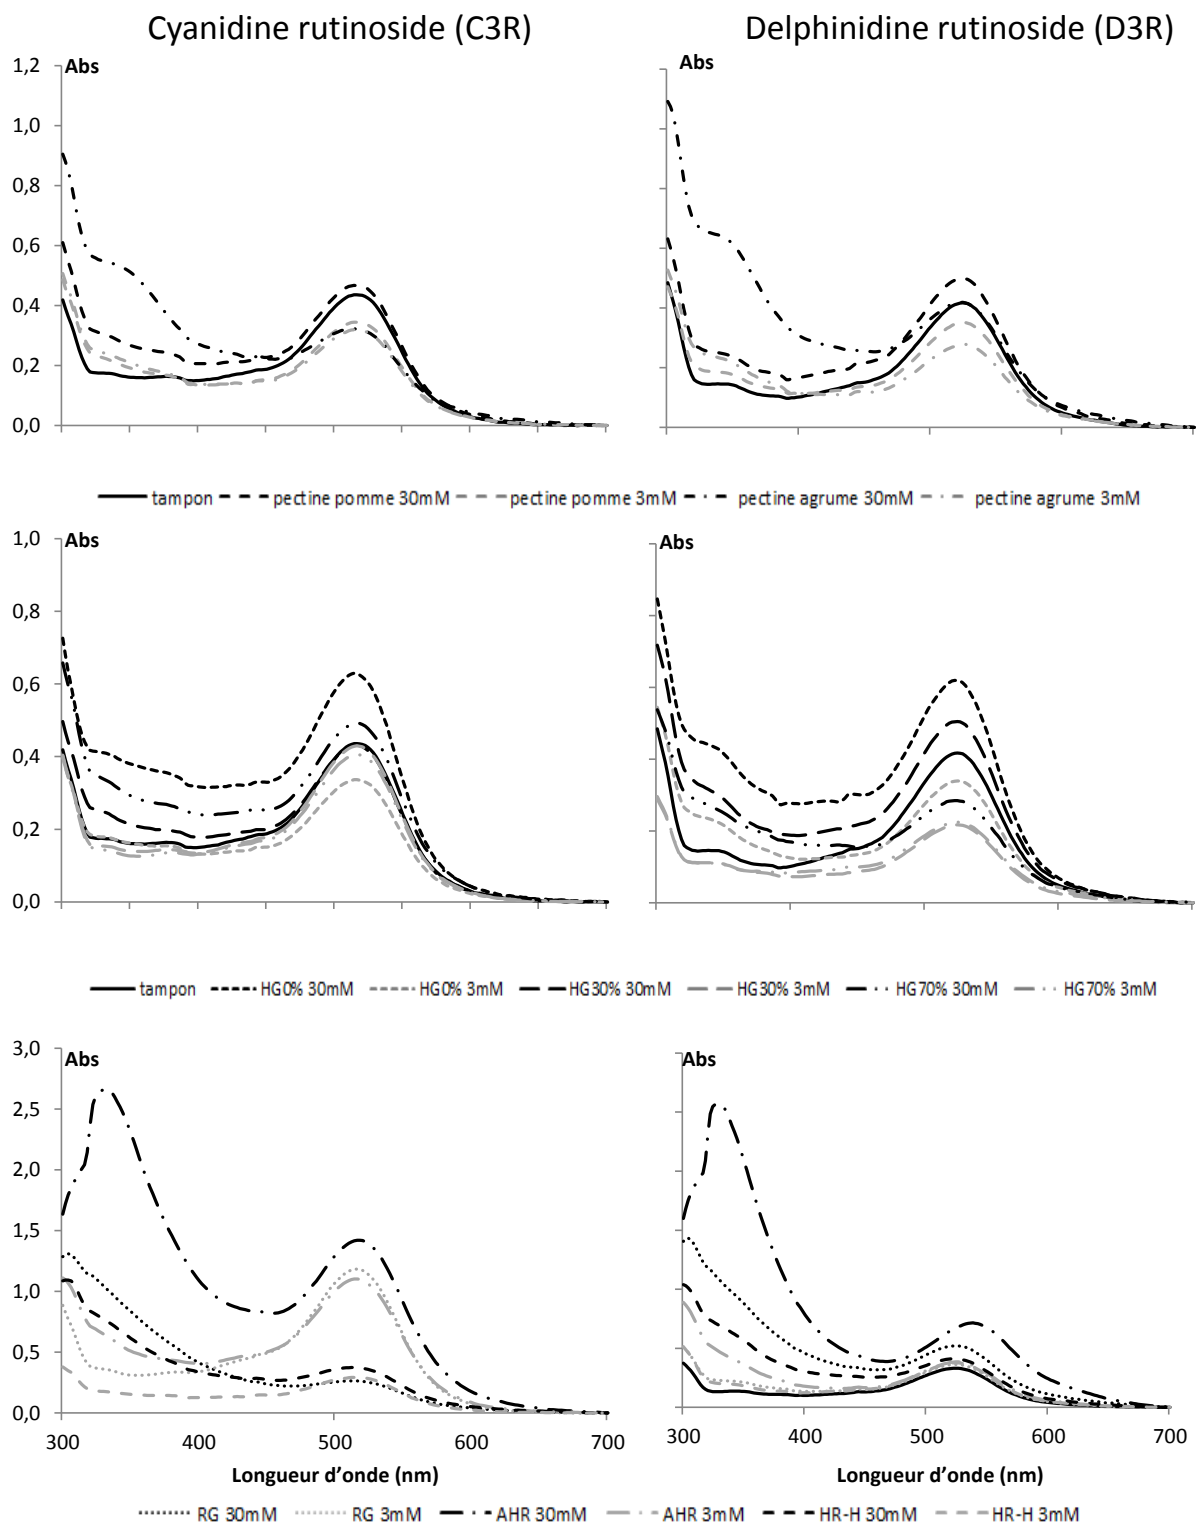 Cyanidine rutinoside (C3R)
Delphinidine rutinoside (D3R)
Abs
1,2
1,0
0,8
0,6
0,4
0,2
0,0
Abs
tampon pectine pomme 30mM pectine pomme 3mM pectine agrume 30mM pectine agrume 3mM
Abs
1,0
0,8
0,6
0,4
0,2
0,0
Abs
tampon HG0% 30mM HG0% 3mM HG30% 30mM HG30% 3mM HG70% 30mM HG70% 3mM
Abs
3,0
2,5
2,0
1,5
1,0
0,5
0,0
300 400 500 600 700
Longueur d'onde (nm)
Abs
300 400 500 600 700
Longueur d'onde (nm)
RG 30mM RG 3mM AHR 30mM AHR 3mM HR-H 30mM HR-H 3mM